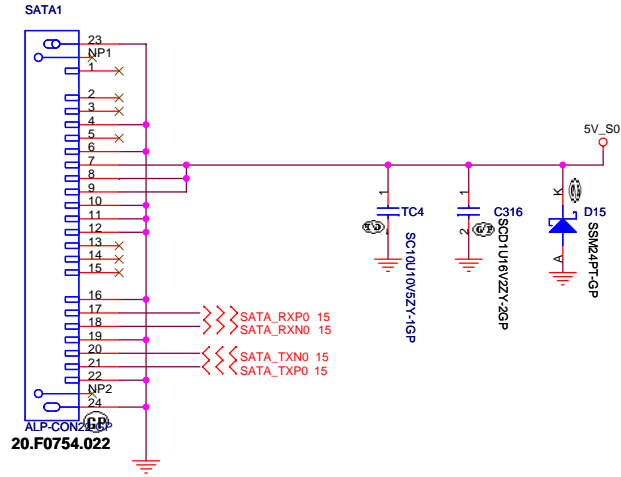 SATA1
23
NP1
1
2
3
4
5
6
7
8
9
10
11
12
13
14
15
16
17
18
19
20
21
22
NP2
24
SATA_RXP0 15
SATA_RXN0 15
SATA_TXN0 15
SATA_TXP0 15
GP
ALP-CON22-GP
20.F0754.022
5V_S0
1
TC4
2
SC10U10V5ZY-1GP
1
C316
2
SCD1U16V2ZY-2GP
K
D15
A
SSM24PT-GP